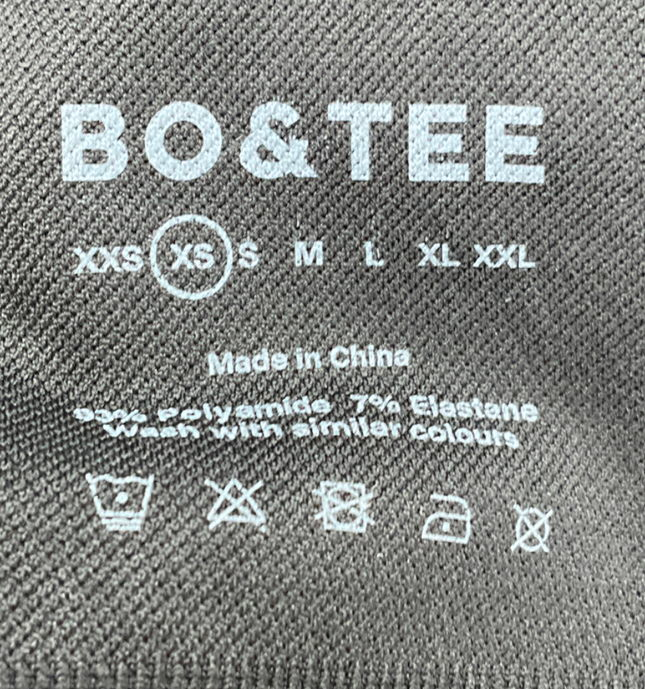 BO&TEE
XXS XS S M L XL XXL
Made in China
93% Polyamide 7% Elastane
Wash with similar colours